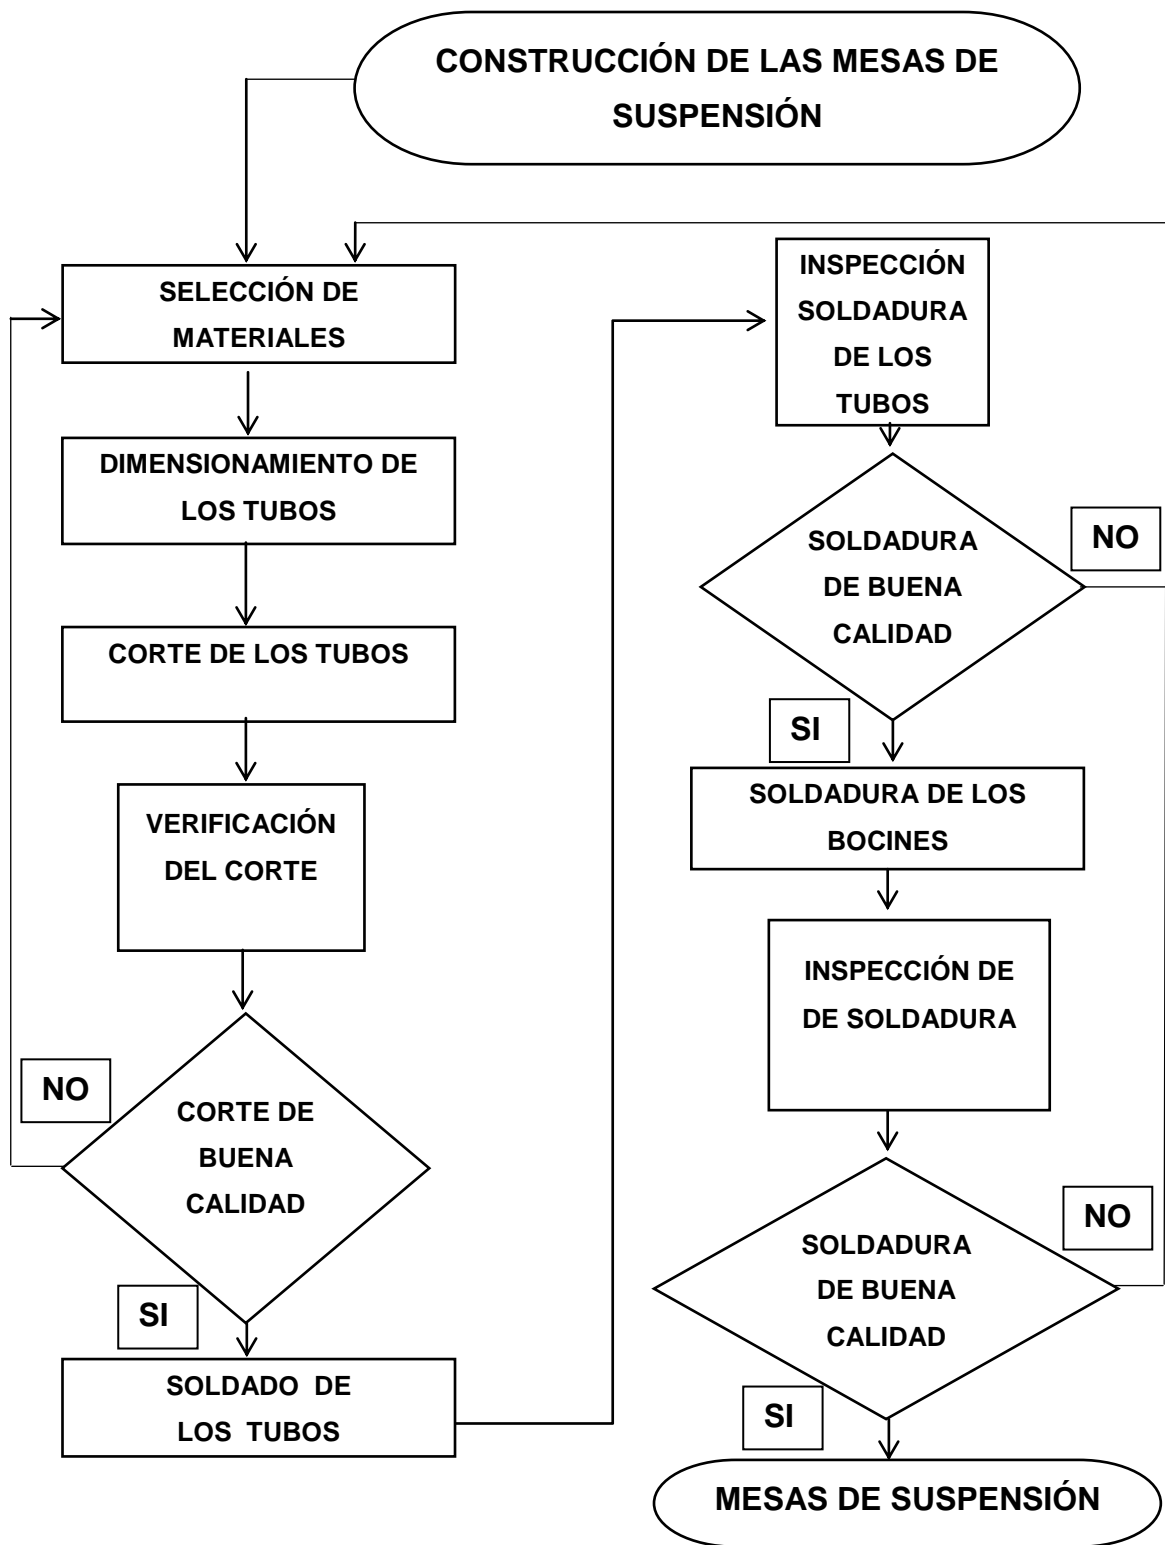 CONSTRUCCIÓN DE LAS MESAS DE
SUSPENSIÓN
SELECCIÓN DE
MATERIALES
DIMENSIONAMIENTO DE
LOS TUBOS
CORTE DE LOS TUBOS
VERIFICACIÓN
DEL CORTE
NO
CORTE DE
BUENA
CALIDAD
SI
SOLDADO DE
LOS TUBOS
INSPECCIÓN
SOLDADURA
DE LOS
TUBOS
NO
SOLDADURA
DE BUENA
CALIDAD
SI
SOLDADURA DE LOS
BOCINES
INSPECCIÓN DE
DE SOLDADURA
NO
SOLDADURA
DE BUENA
CALIDAD
SI
MESAS DE SUSPENSIÓN